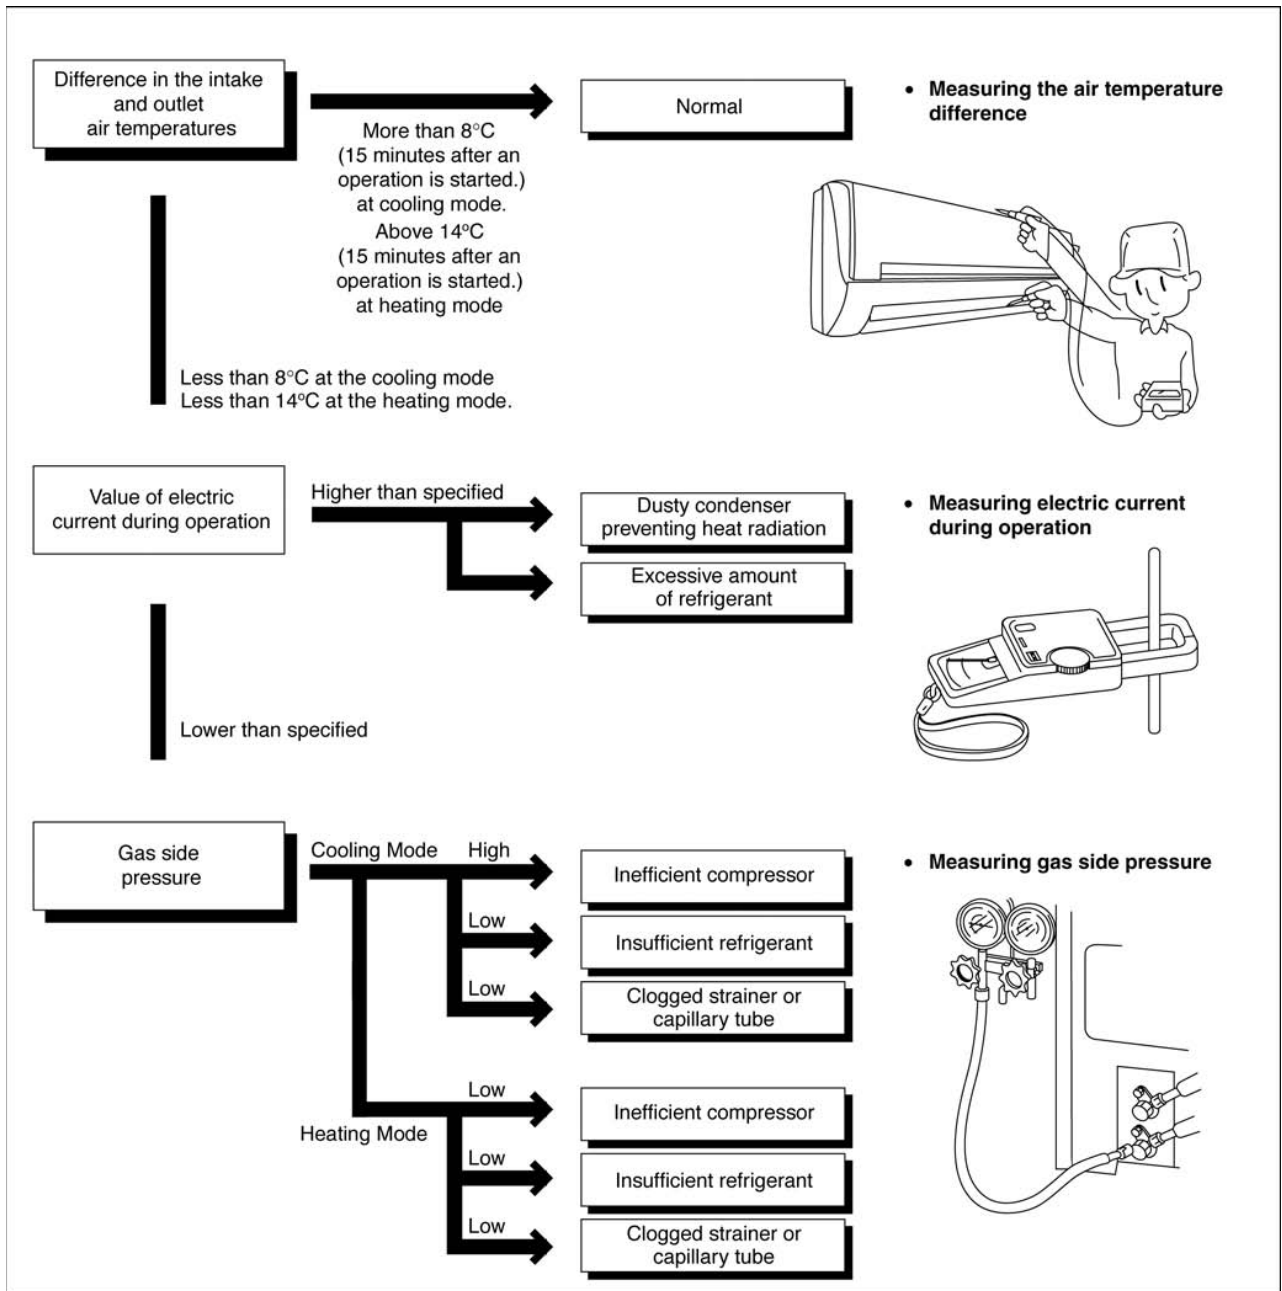 Difference in the intake
and outlet
air temperatures
More than 8°C
(15 minutes after an
operation is started.)
at cooling mode.
Above 14ºC
(15 minutes after an
operation is started.)
at heating mode
Normal
• Measuring the air temperature
difference
Less than 8°C at the cooling mode
Less than 14ºC at the heating mode.
Value of electric
current during operation
Higher than specified
Dusty condenser
preventing heat radiation
Excessive amount
of refrigerant
• Measuring electric current
during operation
Lower than specified
Gas side
pressure
Cooling Mode
High
Inefficient compressor
Low
Insufficient refrigerant
Low
Clogged strainer or
capillary tube
Heating Mode
Low
Inefficient compressor
Low
Insufficient refrigerant
Low
Clogged strainer or
capillary tube
• Measuring gas side pressure